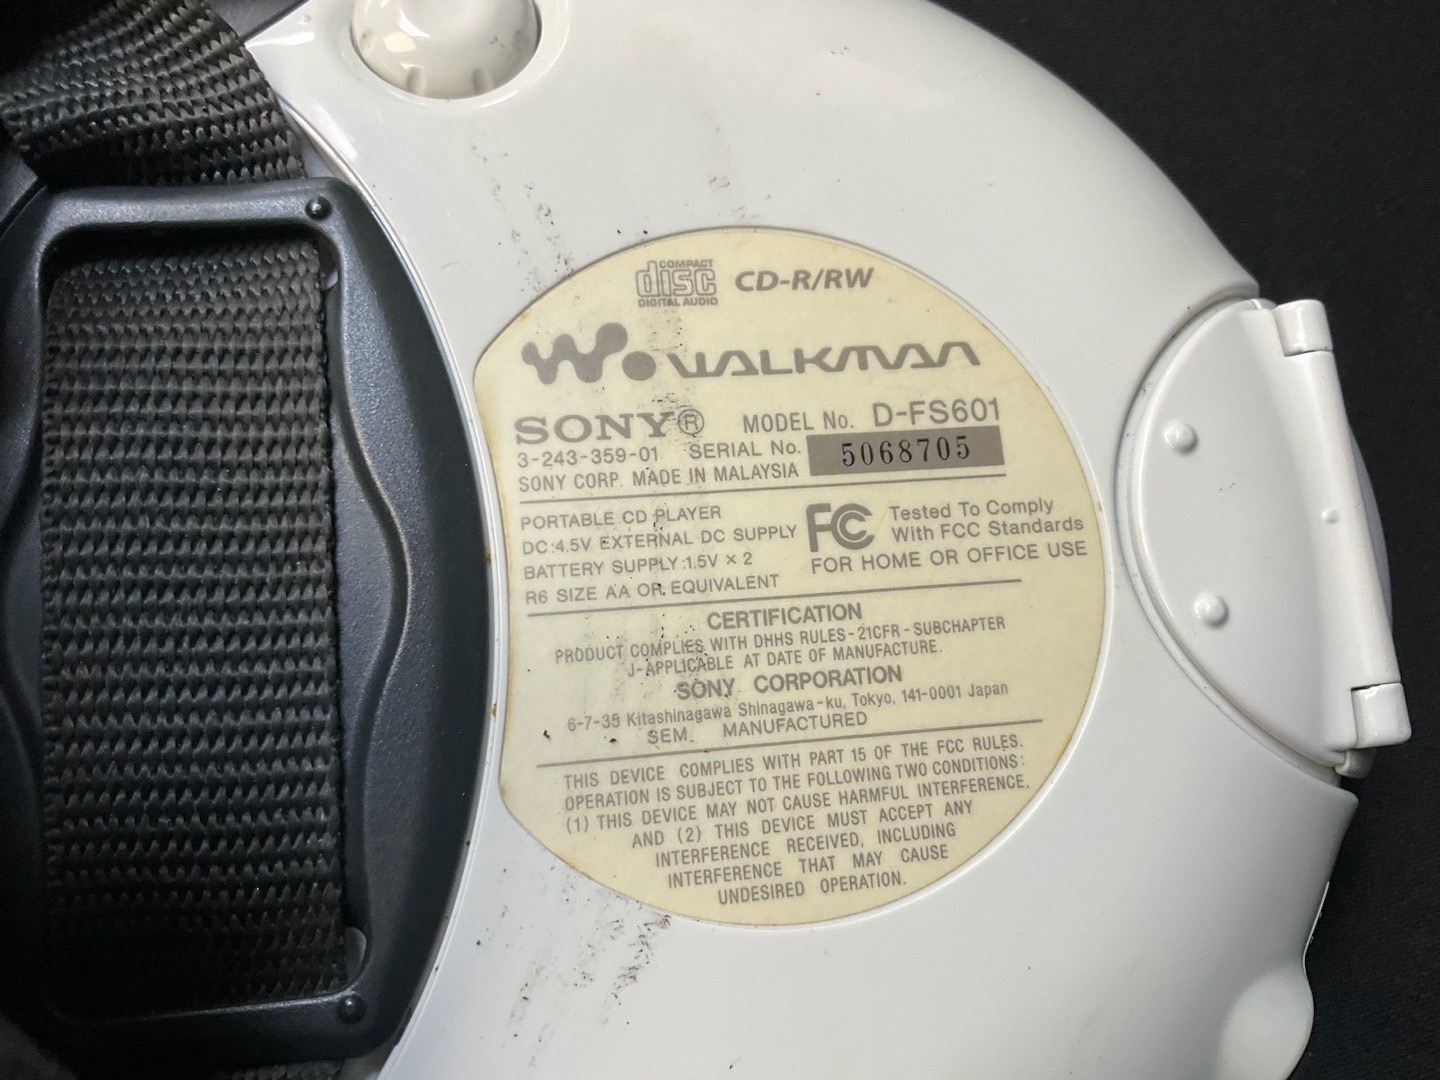 COMPACT
disc
DIGITAL AUDIO
CD-R/RW
W. WALKMAN
SONY® MODEL No. D-FS601
3-243-359-01 SERIAL No. 5068705
SONY CORP. MADE IN MALAYSIA
PORTABLE CD PLAYER
DC:4.5V EXTERNAL DC SUPPLY
BATTERY SUPPLY:1.5V × 2
R6 SIZE AA OR EQUIVALENT
FC Tested To Comply
With FCC Standards
FOR HOME OR OFFICE USE
CERTIFICATION
PRODUCT COMPLIES WITH DHHS RULES-21CFR-SUBCHAPTER
J-APPLICABLE AT DATE OF MANUFACTURE.
SONY CORPORATION
6-7-35 Kitashinagawa Shinagawa-ku, Tokyo, 141-0001 Japan
SEM. MANUFACTURED
THIS DEVICE COMPLIES WITH PART 15 OF THE FCC RULES.
OPERATION IS SUBJECT TO THE FOLLOWING TWO CONDITIONS:
(1) THIS DEVICE MAY NOT CAUSE HARMFUL INTERFERENCE,
AND (2) THIS DEVICE MUST ACCEPT ANY
INTERFERENCE RECEIVED, INCLUDING
INTERFERENCE THAT MAY CAUSE
UNDESIRED OPERATION.